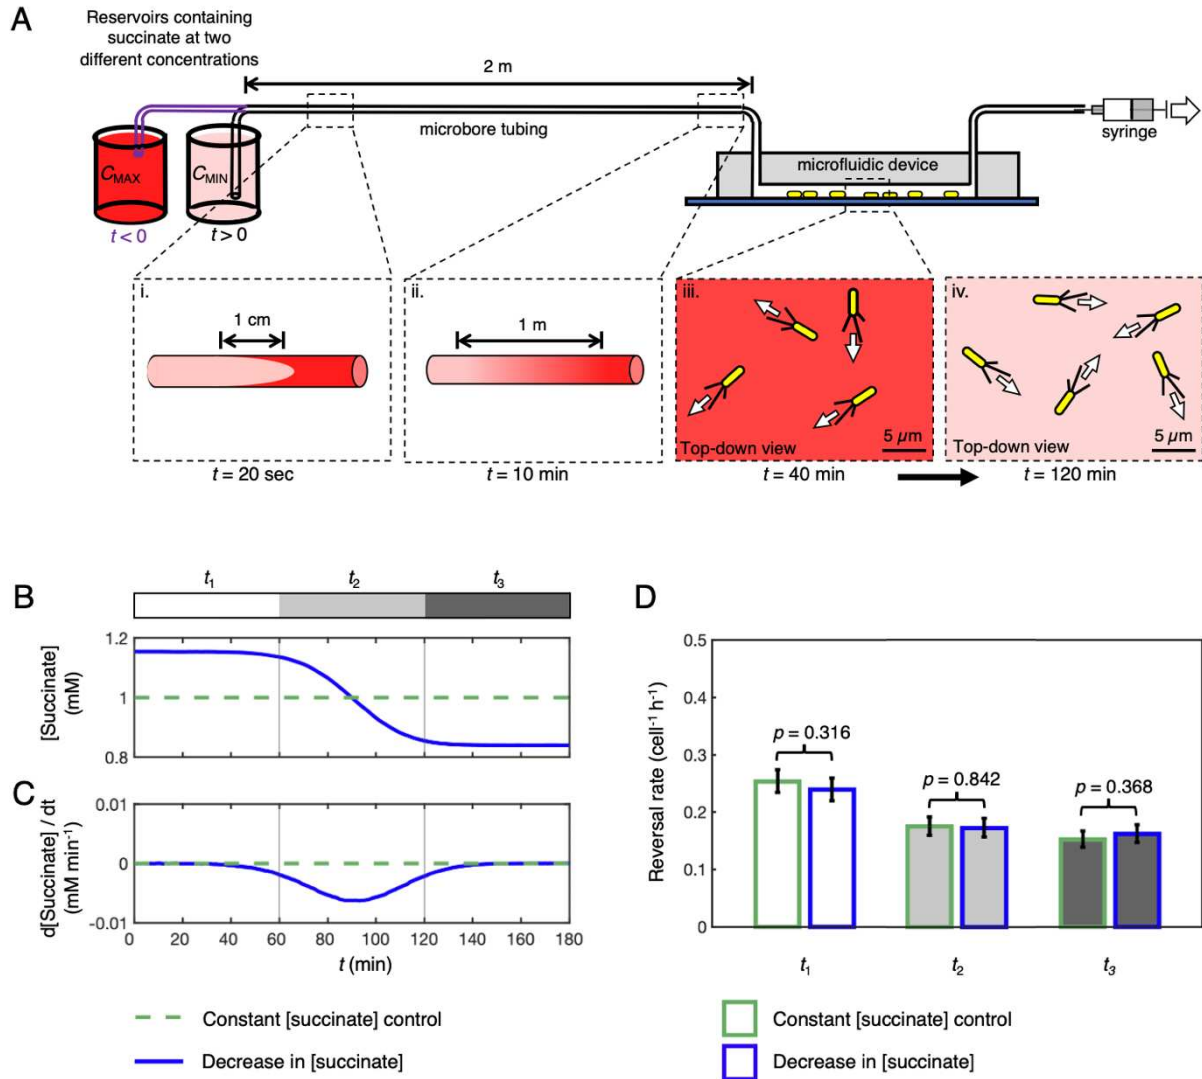 A
Reservoirs containing
succinate at two
different concentrations
2 m
microbore tubing
syringe
microfluidic device
C_MAX
C_MIN
t < 0
t > 0
i.
1 cm
t = 20 sec
ii.
1 m
t = 10 min
iii.
Top-down view
5 µm
t = 40 min
iv.
Top-down view
5 µm
t = 120 min
B
t₁ t₂ t₃
[Succinate]
(mM)
1.2
1
0.8
C
d[Succinate] / dt
(mM min⁻¹)
0.01
0
-0.01
0 20 40 60 80 100 120 140 160 180
t (min)
Constant [succinate] control
Decrease in [succinate]
D
Reversal rate (cell⁻¹ h⁻¹)
0.5
0.4
0.3
0.2
0.1
0
p = 0.316
p = 0.842
p = 0.368
t₁ t₂ t₃
Constant [succinate] control
Decrease in [succinate]